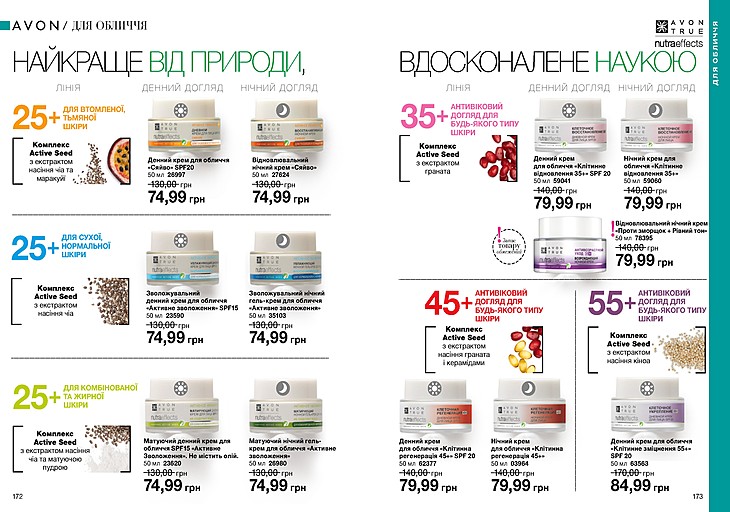 AVON / ДЛЯ ОБЛИЧЧЯ
НАЙКРАЩЕ ВІД ПРИРОДИ,
ЛІНІЯ
ДЕННИЙ ДОГЛЯД
НІЧНИЙ ДОГЛЯД
25+ ДЛЯ ВТОМЛЕНОЇ,
ТЬМЯНОЇ
ШКІРИ
Комплекс
Active Seed
з екстрактом
насіння чіа та
маракуйї
Денний крем для обличчя
«Сяйво» SPF20
50 мл 26997
130,00 грн
74,99 грн
Відновлювальний
нічний крем «Сяйво»
50 мл 27624
130,00 грн
74,99 грн
25+ ДЛЯ СУХОЇ,
НОРМАЛЬНОЇ
ШКІРИ
Комплекс
Active Seed
з екстрактом
насіння чіа
Зволожувальний
денний крем для обличчя
«Активне зволоження» SPF15
50 мл 23590
130,00 грн
74,99 грн
Зволожувальний нічний
гель-крем для обличчя
«Активне зволоження»
50 мл 35103
130,00 грн
74,99 грн
25+ ДЛЯ КОМБІНОВАНОЇ
ТА ЖИРНОЇ
ШКІРИ
Комплекс
Active Seed
з екстрактом насіння
чіа та матуючою
пудрою
Матуючий денний крем для
обличчя SPF15 «Активне
Зволоження». Не містить олій.
50 мл 23620
130,00 грн
74,99 грн
Матуючий нічний гель-
крем для обличчя «Активне
зволоження»
50 мл 26980
130,00 грн
74,99 грн
172
AVON
TRUE
nutraeffects
ДЛЯ ОБЛИЧЧЯ
ВДОСКОНАЛЕНЕ НАУКОЮ
ЛІНІЯ
ДЕННИЙ ДОГЛЯД
НІЧНИЙ ДОГЛЯД
35+ АНТИВІКОВИЙ
ДОГЛЯД ДЛЯ
БУДЬ-ЯКОГО ТИПУ
ШКІРИ
Комплекс
Active Seed
з екстрактом
граната
Денний крем
для обличчя «Клітинне
відновлення 35+» SPF 20
50 мл 59041
140,00 грн
79,99 грн
Нічний крем
для обличчя «Клітинне
відновлення 35+»
50 мл 59060
140,00 грн
79,99 грн
Запас
товару
обмежений!
! Відновлювальний нічний крем
«Проти зморщок + Рівний тон»
50 мл 78395
140,00 грн
79,99 грн
45+ АНТИВІКОВИЙ
ДОГЛЯД ДЛЯ
БУДЬ-ЯКОГО ТИПУ
ШКІРИ
Комплекс
Active Seed
з екстрактом
насіння граната
і керамідами
Денний крем
для обличчя «Клітинна
регенерація 45+» SPF 20
50 мл 62377
140,00 грн
79,99 грн
Нічний крем
для обличчя «Клітинна
регенерація 45+»
50 мл 03964
140,00 грн
79,99 грн
55+ АНТИВІКОВИЙ
ДОГЛЯД ДЛЯ
БУДЬ-ЯКОГО ТИПУ
ШКІРИ
Комплекс
Active Seed
з екстрактом
насіння кіноа
Денний крем для обличчя
«Клітинне зміцнення 55+»
SPF 20
50 мл 63563
170,00 грн
84,99 грн
173